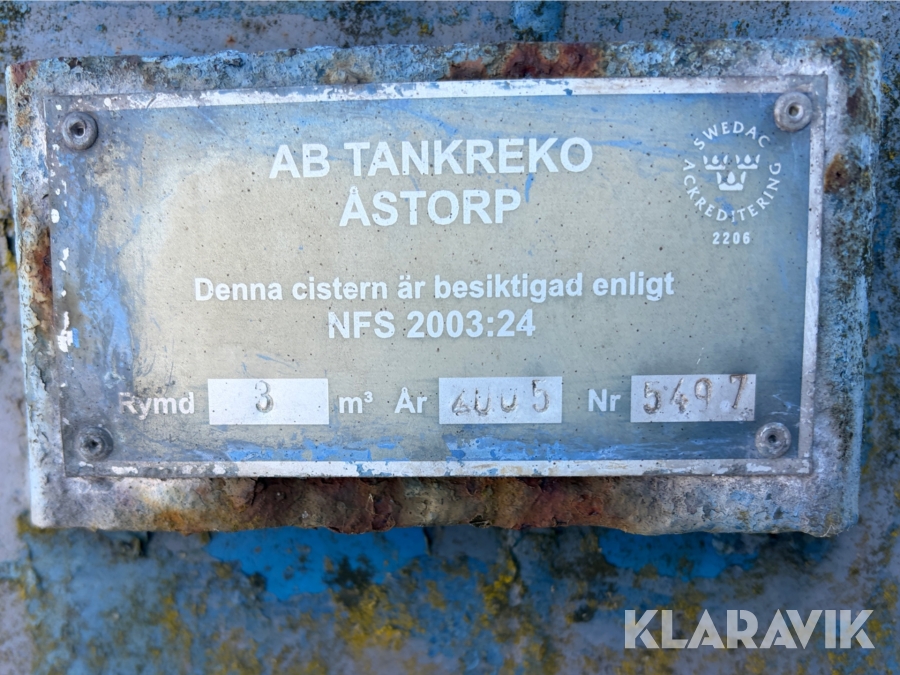 AB TANKREKO
ÅSTORP
SWEDAC
ACKREDITERING
2206
Denna cistern är besiktigad enligt
NFS 2003:24
Rymd 3 m³ År 2005 Nr 5497
KLARAVIK